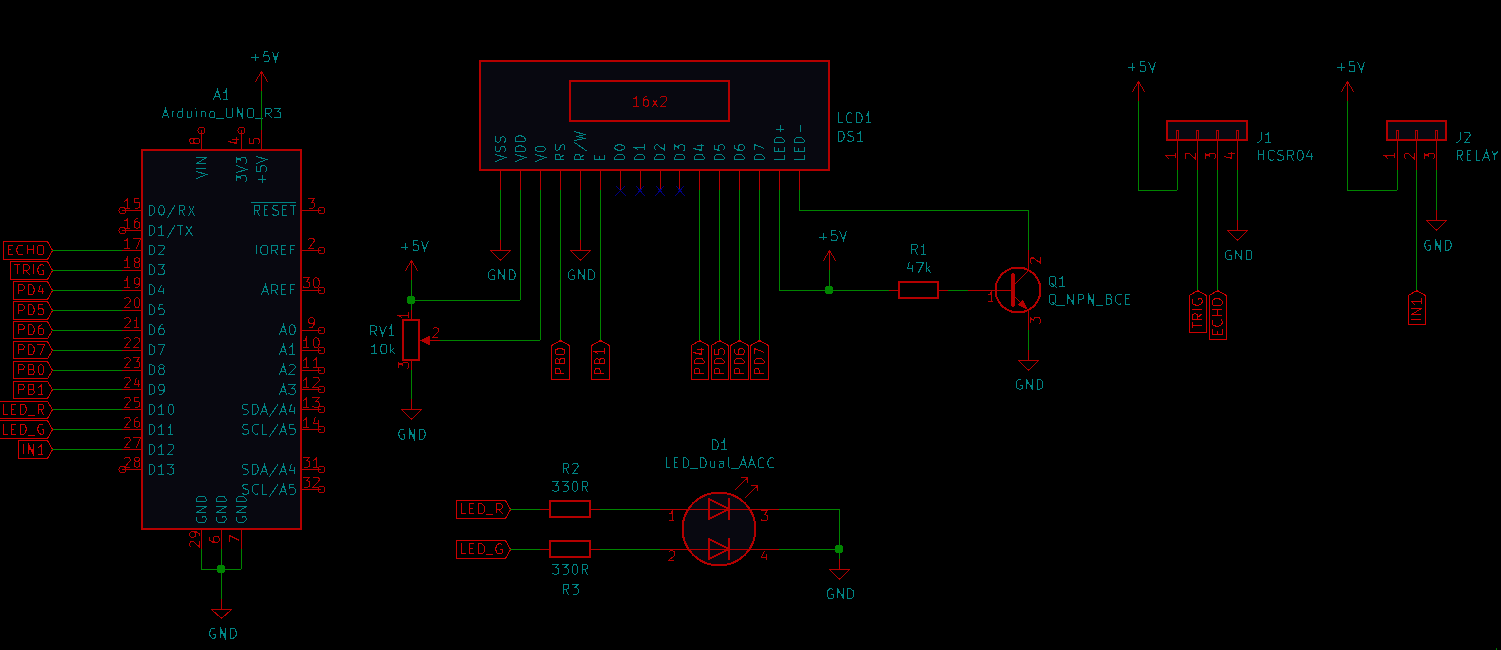 +5V
A1
Arduino_UNO_R3
8
4
5
VIN
3V3
+5V
15 D0/RX
16 D1/TX
ECHO 17 D2
TRIG 18 D3
PD4 19 D4
PD5 20 D5
PD6 21 D6
PD7 22 D7
PB0 23 D8
PB1 24 D9
LED_R 25 D10
LED_G 26 D11
IN1 27 D12
28 D13
RESET 3
IOREF 2
AREF 30
A0 9
A1 10
A2 11
A3 12
SDA/A4 13
SCL/A5 14
SDA/A4 31
SCL/A5 32
GND
GND
GND
29
6
7
GND
16x2
LCD1
DS1
VSS
VDD
V0
RS
R/W
E
D0
D1
D2
D3
D4
D5
D6
D7
LED+
LED-
+5V
GND
GND
RV1
10k
1
2
3
GND
PB0
PB1
PD4
PD5
PD6
PD7
+5V
R1
47k
Q1
Q_NPN_BCE
1
2
3
GND
D1
LED_Dual_AACC
R2
330R
LED_R
LED_G
330R
R3
1
2
3
4
GND
+5V
J1
HCSR04
1
2
3
4
GND
TRIG
ECHO
+5V
J2
RELAY
1
2
3
GND
IN1